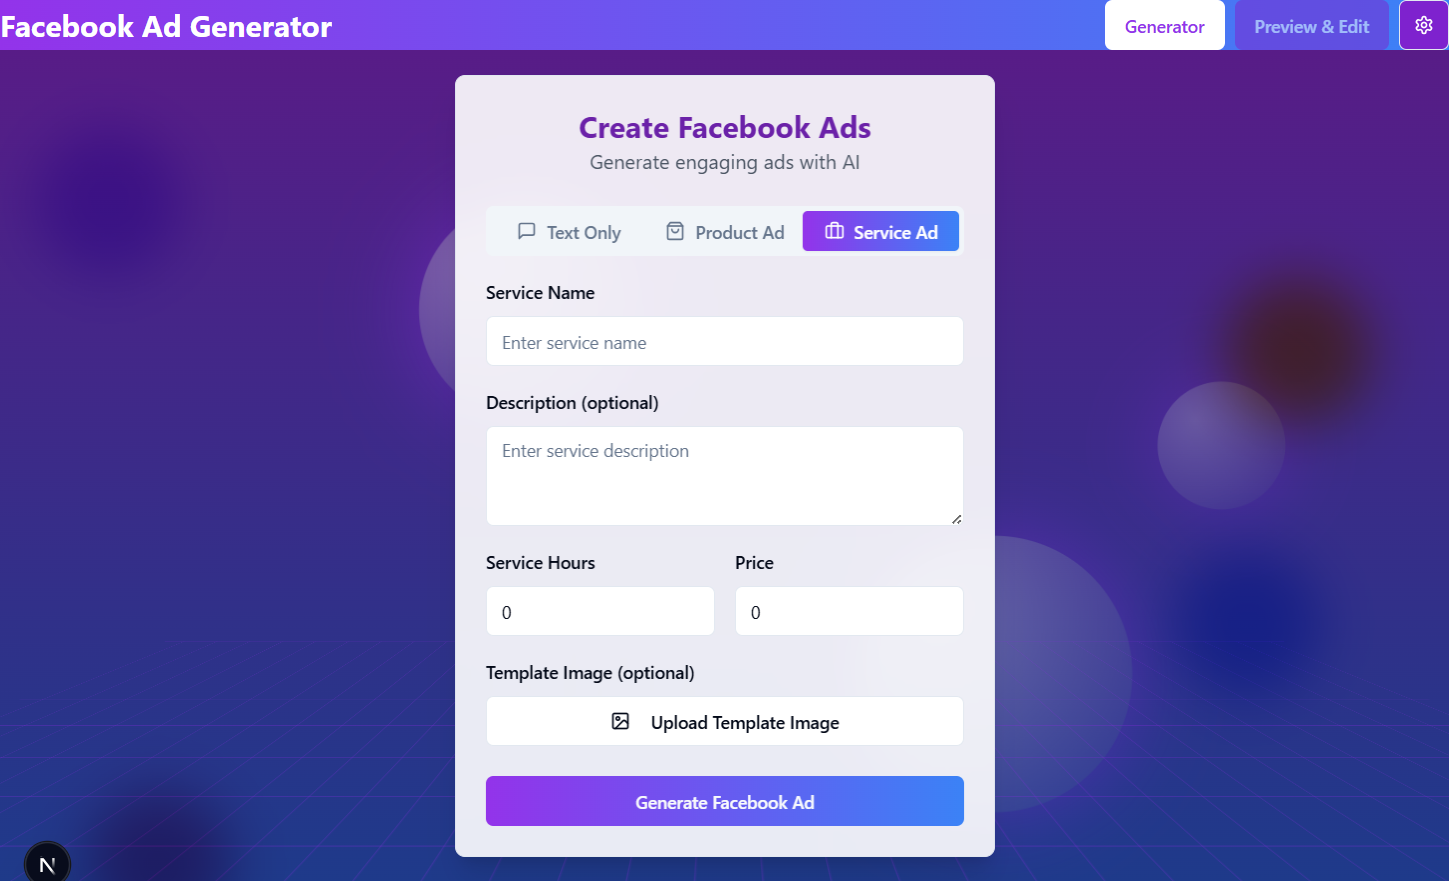 Facebook Ad Generator
Generator
Preview & Edit
Create Facebook Ads
Generate engaging ads with AI
Text Only
Product Ad
Service Ad
Service Name
Enter service name
Description (optional)
Enter service description
Service Hours
Price
0
0
Template Image (optional)
Upload Template Image
Generate Facebook Ad
N